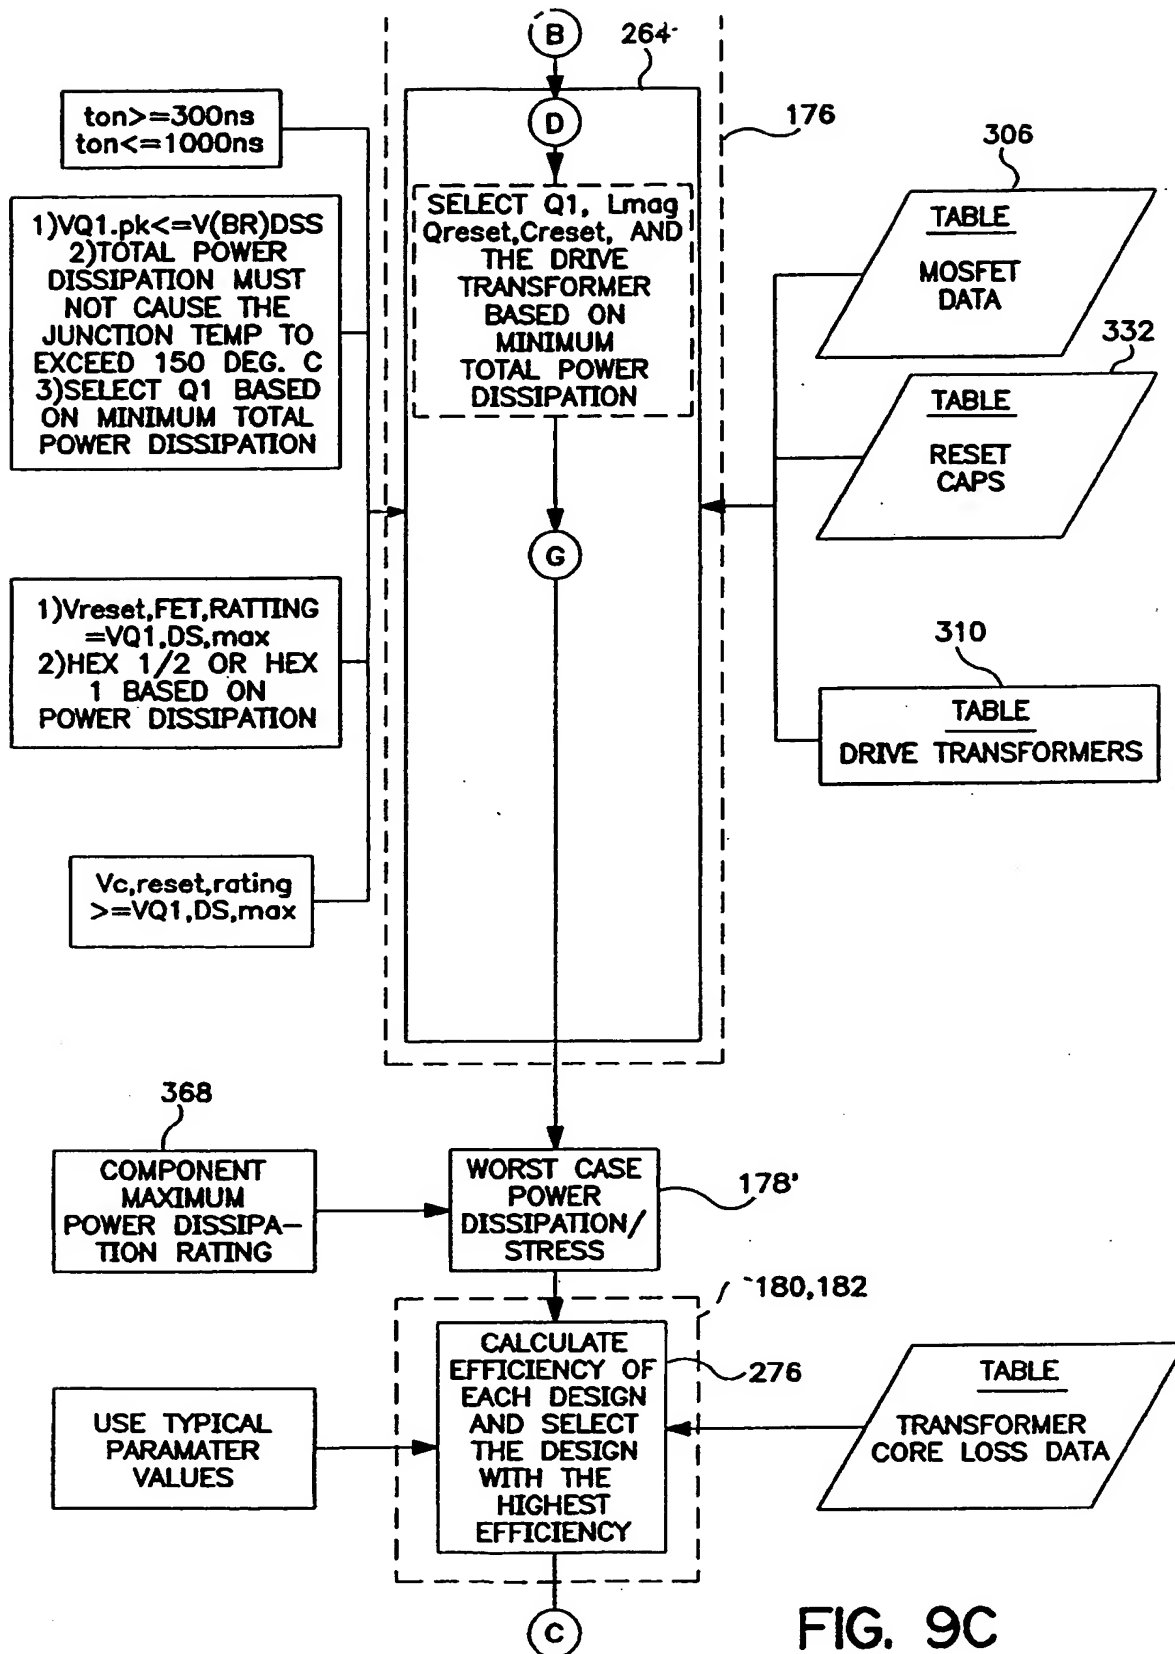 B
264
D
176
ton>=300ns
ton<=1000ns
306
1)VQ1.pk<=V(BR)DSS
2)TOTAL POWER
DISSIPATION MUST
NOT CAUSE THE
JUNCTION TEMP TO
EXCEED 150 DEG. C
3)SELECT Q1 BASED
ON MINIMUM TOTAL
POWER DISSIPATION
SELECT Q1, Lmag
Qreset,Creset, AND
THE DRIVE
TRANSFORMER
BASED ON
MINIMUM
TOTAL POWER
DISSIPATION
TABLE
MOSFET
DATA
332
TABLE
RESET
CAPS
G
1)Vreset,FET,RATTING
=VQ1,DS,max
2)HEX 1/2 OR HEX
1 BASED ON
POWER DISSIPATION
310
TABLE
DRIVE TRANSFORMERS
Vc,reset,rating
>=VQ1,DS,max
368
COMPONENT
MAXIMUM
POWER DISSIPA-
TION RATING
WORST CASE
POWER
DISSIPATION/
STRESS
178'
180,182
CALCULATE
EFFICIENCY OF
EACH DESIGN
AND SELECT
THE DESIGN
WITH THE
HIGHEST
EFFICIENCY
276
USE TYPICAL
PARAMATER
VALUES
TABLE
TRANSFORMER
CORE LOSS DATA
C
FIG. 9C